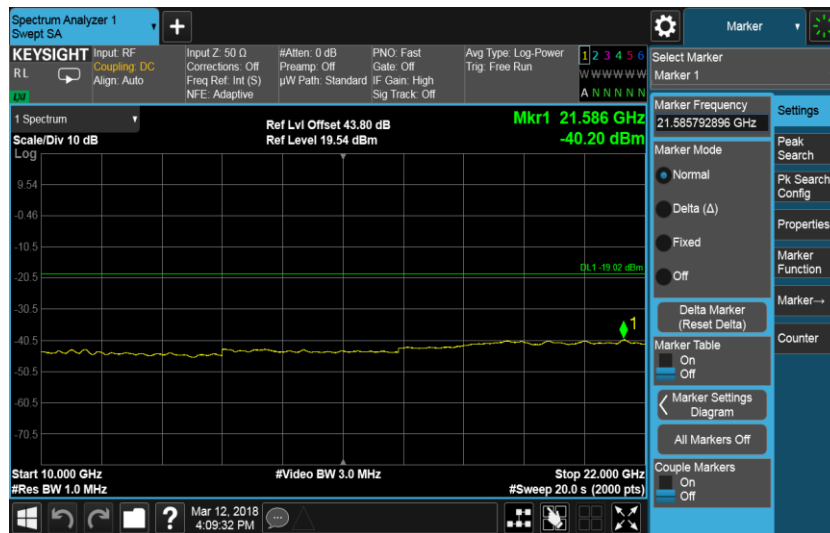 Spectrum Analyzer 1
Swept SA
+
Marker
KEYSIGHT
RL
LXI
Input: RF
Coupling: DC
Align: Auto
Input Z: 50 Ω
Corrections: Off
Freq Ref: Int (S)
NFE: Adaptive
#Atten: 0 dB
Preamp: Off
µW Path: Standard
PNO: Fast
Gate: Off
IF Gain: High
Sig Track: Off
Avg Type: Log-Power
Trig: Free Run
1 2 3 4 5 6
W W W W W W
A N N N N N
1 Spectrum
Scale/Div 10 dB
Log
Ref Lvl Offset 43.80 dB
Ref Level 19.54 dBm
Mkr1 21.586 GHz
-40.20 dBm
9.54
-0.46
-10.5
-20.5
-30.5
-40.5
-50.5
-60.5
-70.5
DL1 -19.02 dBm
1
Start 10.000 GHz
#Res BW 1.0 MHz
#Video BW 3.0 MHz
Stop 22.000 GHz
#Sweep 20.0 s (2000 pts)
Select Marker
Marker 1
Marker Frequency
21.585792896 GHz
Marker Mode
Normal
Delta (Δ)
Fixed
Off
Delta Marker
(Reset Delta)
Marker Table
On
Off
Marker Settings
Diagram
All Markers Off
Couple Markers
On
Off
Settings
Peak
Search
Pk Search
Config
Properties
Marker
Function
Marker→
Counter
?
Mar 12, 2018
4:09:32 PM